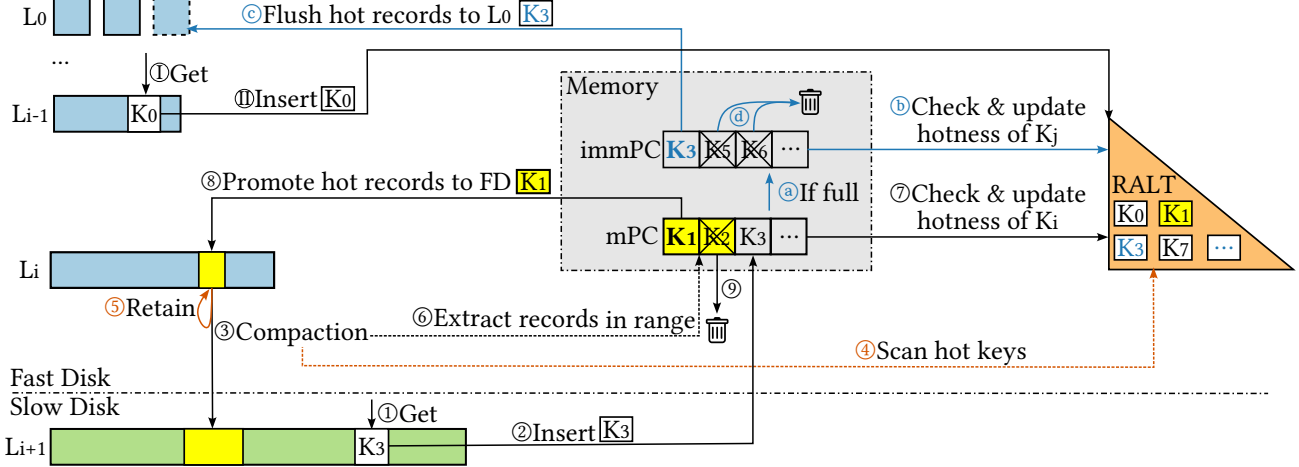 L0
ⓒFlush hot records to L0 K3
...
①Get
Li-1
K0
⑪Insert K0
Memory
ⓓ
immPC K3 K5 K6 ...
ⓑCheck & update
hotness of Kj
ⓐIf full
⑧Promote hot records to FD K1
mPC K1 K2 K3 ...
⑦Check & update
hotness of Ki
RALT
K0 K1
K3 K7 ...
Li
⑤Retain
③Compaction
⑥Extract records in range
⑨
④Scan hot keys
Fast Disk
Slow Disk
①Get
Li+1
K3
②Insert K3